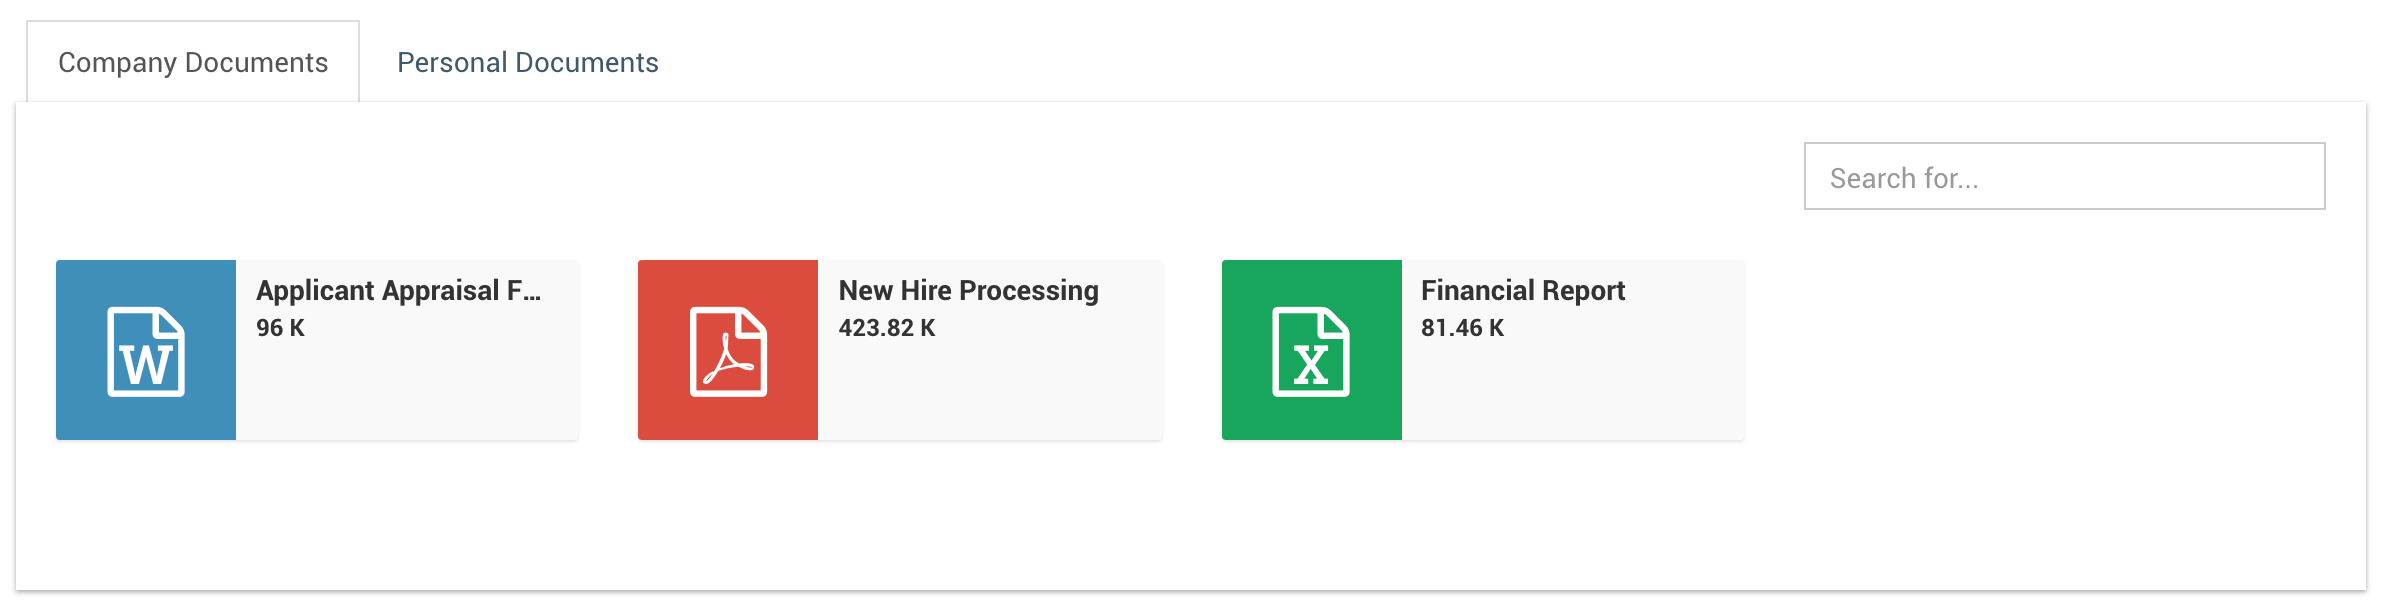 Company Documents
Personal Documents
Search for...
Applicant Appraisal F...
96 K
New Hire Processing
423.82 K
Financial Report
81.46 K
W
X